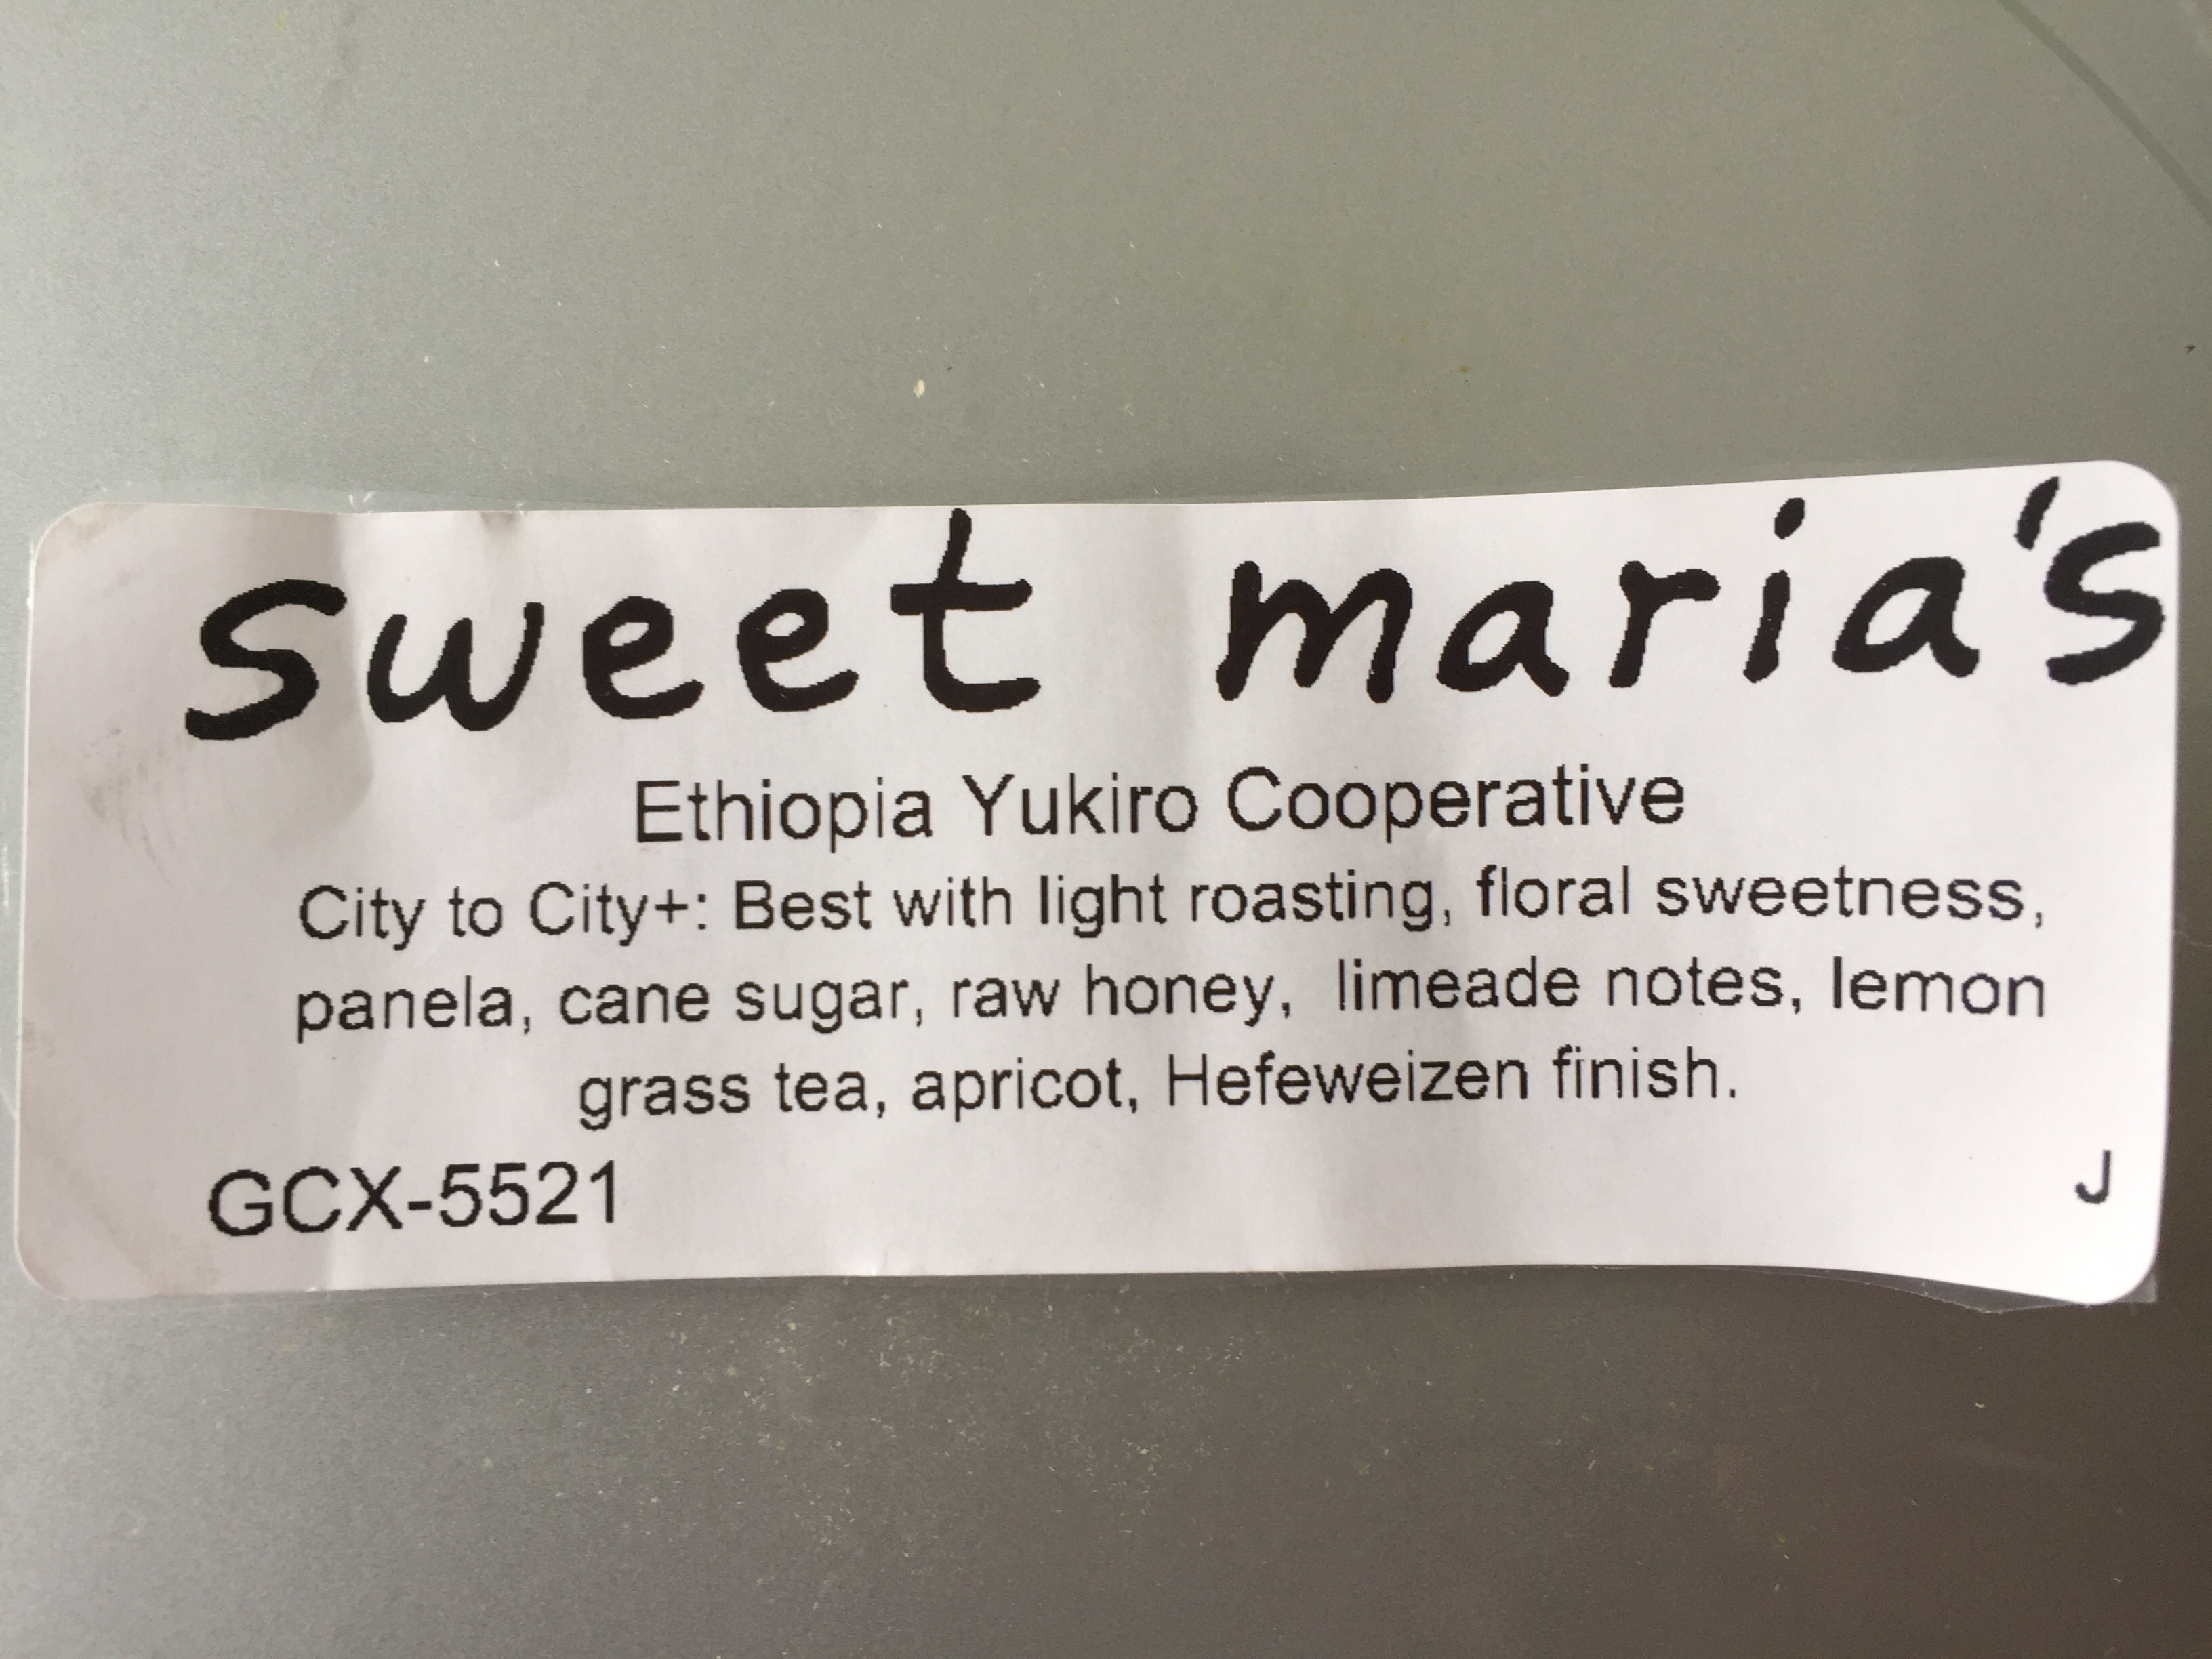 sweet maria's
Ethiopia Yukiro Cooperative
City to City+: Best with light roasting, floral sweetness,
panela, cane sugar, raw honey,  limeade notes, lemon
grass tea, apricot, Hefeweizen finish.
GCX-5521 J